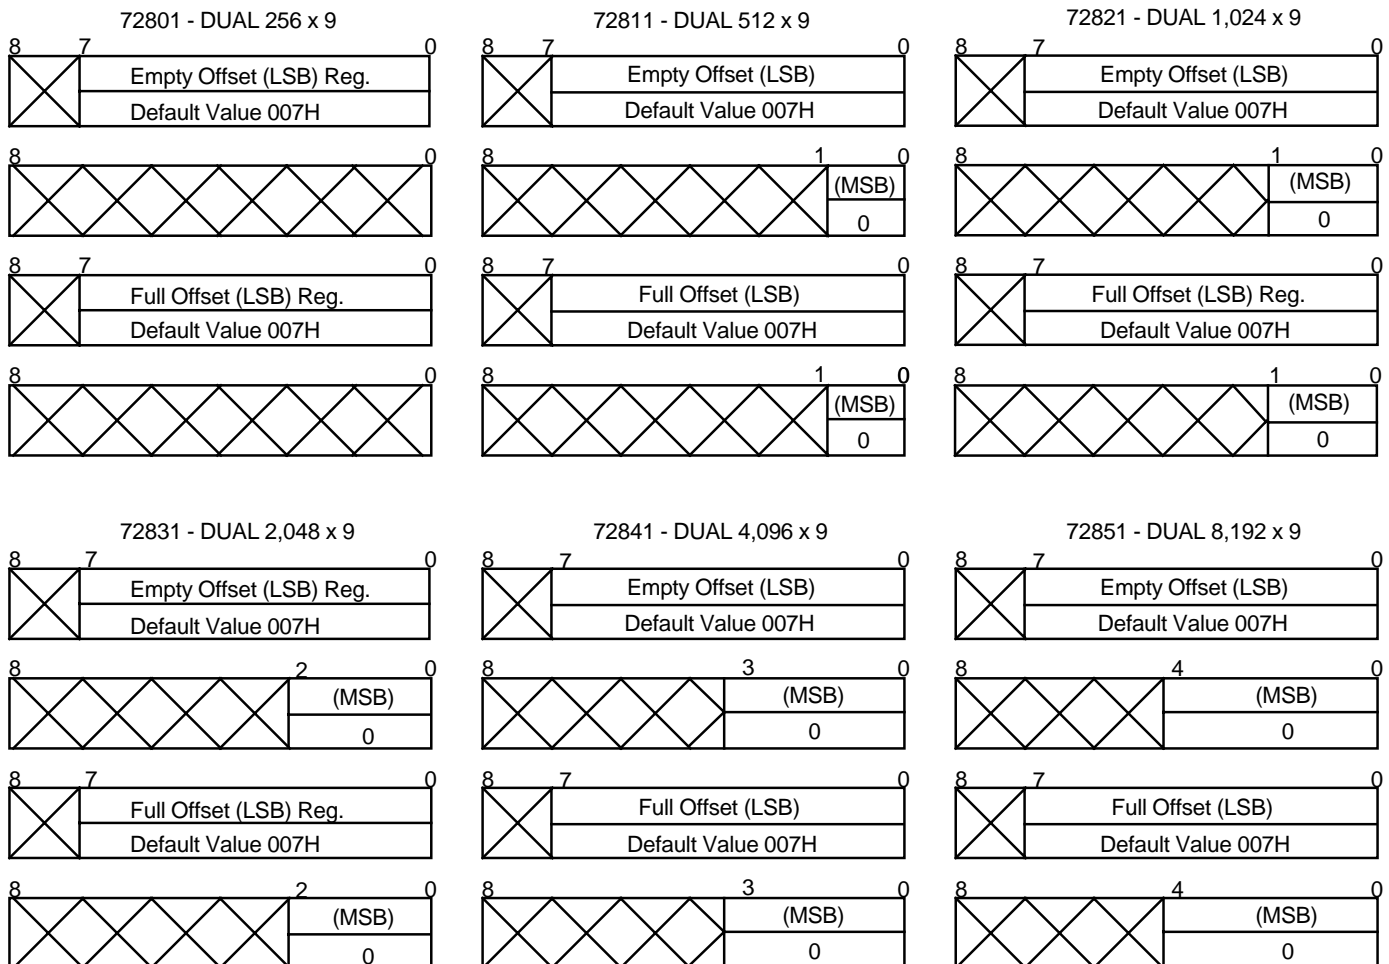 72801 - DUAL 256 x 9
8 7 0
Empty Offset (LSB) Reg.
Default Value 007H
8 0
8 7 0
Full Offset (LSB) Reg.
Default Value 007H
8 0
72811 - DUAL 512 x 9
8 7 0
Empty Offset (LSB)
Default Value 007H
8 1 0
(MSB)
0
8 7 0
Full Offset (LSB)
Default Value 007H
8 1 0
(MSB)
0
72821 - DUAL 1,024 x 9
8 7 0
Empty Offset (LSB)
Default Value 007H
8 1 0
(MSB)
0
8 7 0
Full Offset (LSB) Reg.
Default Value 007H
8 1 0
(MSB)
0
72831 - DUAL 2,048 x 9
8 7 0
Empty Offset (LSB) Reg.
Default Value 007H
8 2 0
(MSB)
0
8 7 0
Full Offset (LSB) Reg.
Default Value 007H
8 2 0
(MSB)
0
72841 - DUAL 4,096 x 9
8 7 0
Empty Offset (LSB)
Default Value 007H
8 3 0
(MSB)
0
8 7 0
Full Offset (LSB)
Default Value 007H
8 3 0
(MSB)
0
72851 - DUAL 8,192 x 9
8 7 0
Empty Offset (LSB)
Default Value 007H
8 4 0
(MSB)
0
8 7 0
Full Offset (LSB)
Default Value 007H
8 4 0
(MSB)
0